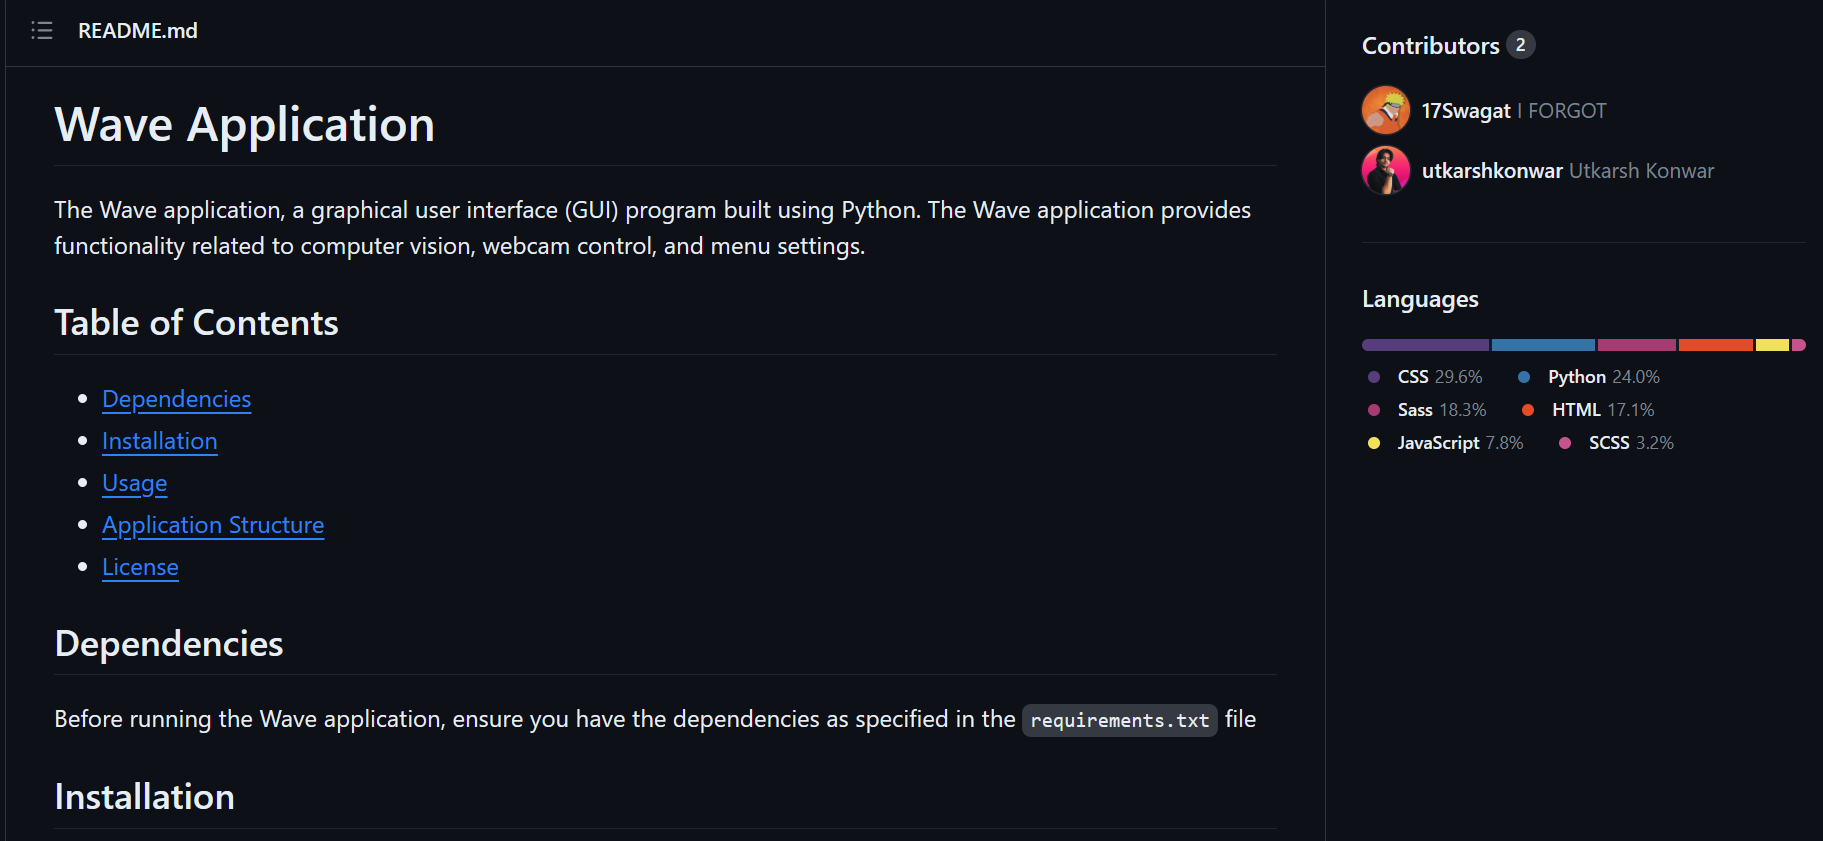 README.md
Wave Application
The Wave application, a graphical user interface (GUI) program built using Python. The Wave application provides
functionality related to computer vision, webcam control, and menu settings.
Table of Contents
Dependencies
Installation
Usage
Application Structure
License
Dependencies
Before running the Wave application, ensure you have the dependencies as specified in the requirements.txt file
Installation
Contributors 2
17Swagat I FORGOT
utkarshkonwar Utkarsh Konwar
Languages
CSS 29.6% Python 24.0%
Sass 18.3% HTML 17.1%
JavaScript 7.8% SCSS 3.2%